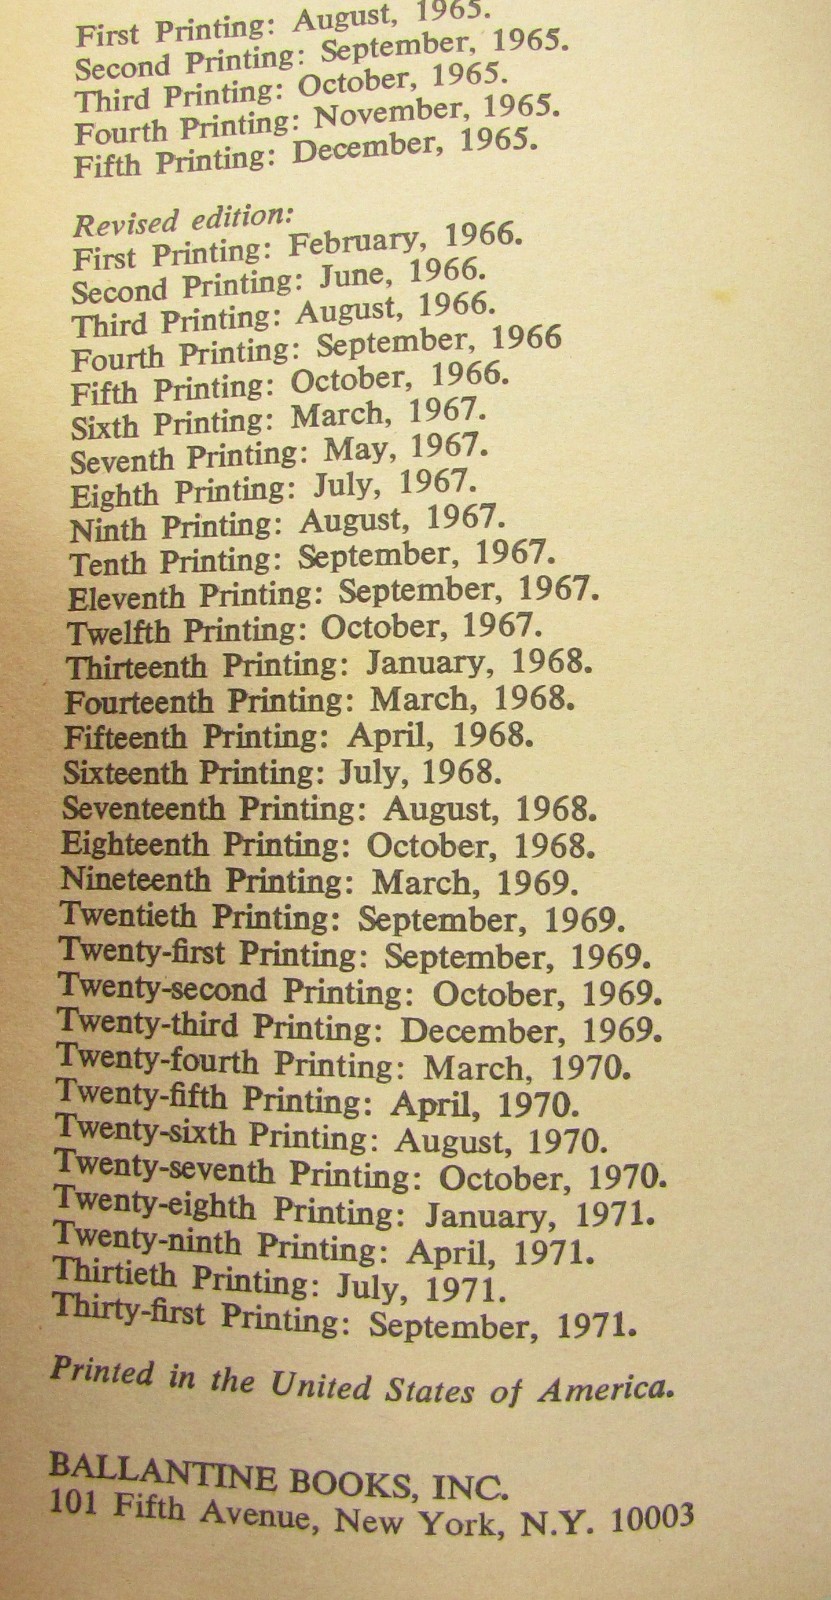 First Printing: August, 1965.
Second Printing: September, 1965.
Third Printing: October, 1965.
Fourth Printing: November, 1965.
Fifth Printing: December, 1965.
Revised edition:
First Printing: February, 1966.
Second Printing: June, 1966.
Third Printing: August, 1966.
Fourth Printing: September, 1966
Fifth Printing: October, 1966.
Sixth Printing: March, 1967.
Seventh Printing: May, 1967.
Eighth Printing: July, 1967.
Ninth Printing: August, 1967.
Tenth Printing: September, 1967.
Eleventh Printing: September, 1967.
Twelfth Printing: October, 1967.
Thirteenth Printing: January, 1968.
Fourteenth Printing: March, 1968.
Fifteenth Printing: April, 1968.
Sixteenth Printing: July, 1968.
Seventeenth Printing: August, 1968.
Eighteenth Printing: October, 1968.
Nineteenth Printing: March, 1969.
Twentieth Printing: September, 1969.
Twenty-first Printing: September, 1969.
Twenty-second Printing: October, 1969.
Twenty-third Printing: December, 1969.
Twenty-fourth Printing: March, 1970.
Twenty-fifth Printing: April, 1970.
Twenty-sixth Printing: August, 1970.
Twenty-seventh Printing: October, 1970.
Twenty-eighth Printing: January, 1971.
Twenty-ninth Printing: April, 1971.
Thirtieth Printing: July, 1971.
Thirty-first Printing: September, 1971.
Printed in the United States of America.
BALLANTINE BOOKS, INC.
101 Fifth Avenue, New York, N.Y. 10003